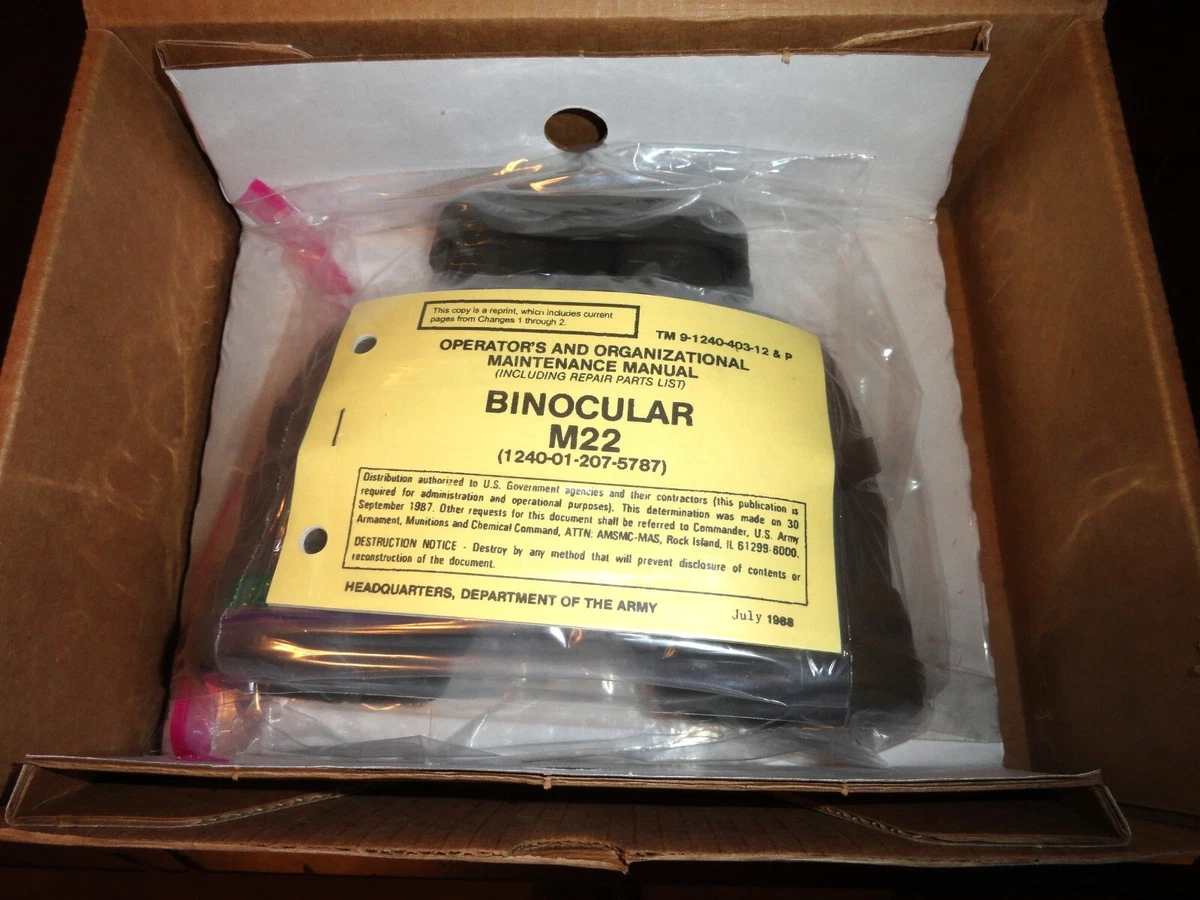 This copy is a reprint, which includes current
pages from Changes 1 through 2.
TM 9-1240-403-12 & P
OPERATOR'S AND ORGANIZATIONAL
MAINTENANCE MANUAL
(INCLUDING REPAIR PARTS LIST)
BINOCULAR
M22
(1240-01-207-5787)
Distribution authorized to U.S. Government agencies and their contractors (this publication is
required for administration and operational purposes). This determination was made on 30
September 1987. Other requests for this document shall be referred to Commander, U.S. Army
Armament, Munitions and Chemical Command, ATTN: AMSMC-MAS, Rock Island, IL 61299-6000.
DESTRUCTION NOTICE - Destroy by any method that will prevent disclosure of contents or
reconstruction of the document.
HEADQUARTERS, DEPARTMENT OF THE ARMY
July 1988